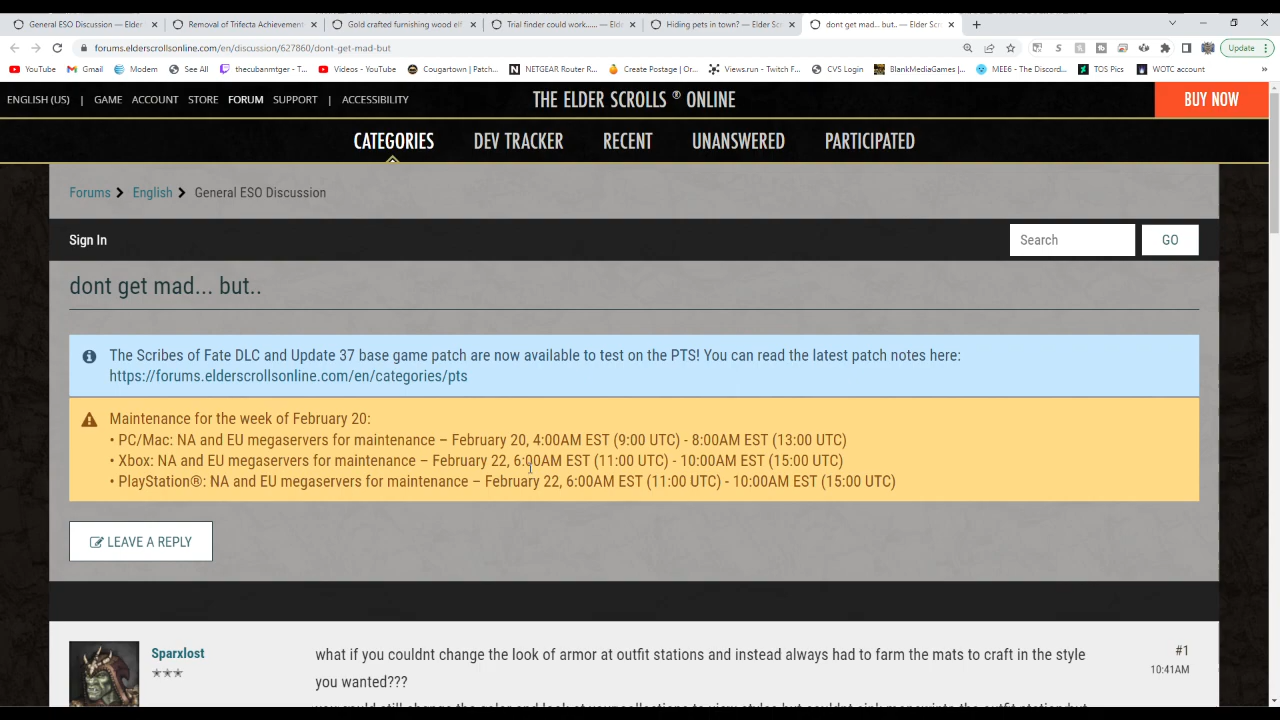 General ESO Discussion — Elder
Removal of Trifecta Achievement
Gold crafted furnishing wood elf
Trial finder could work...... — Elder
Hiding pets in town? — Elder Scr
dont get mad... but.. — Elder Scro
forums.elderscrollsonline.com/en/discussion/627860/dont-get-mad-but
Update
YouTube
Gmail
Modem
See All
thecubanmtger - T...
Videos - YouTube
Cougartown | Patch...
NETGEAR Router R...
Create Postage | Or...
Views.run - Twitch F...
CVS Login
BlankMediaGames |...
MEE6 - The Discord...
TOS Pics
WOTC account
ENGLISH (US) | GAME ACCOUNT STORE FORUM SUPPORT | ACCESSIBILITY
THE ELDER SCROLLS ® ONLINE
BUY NOW
CATEGORIES DEV TRACKER RECENT UNANSWERED PARTICIPATED
Forums > English > General ESO Discussion
Sign In
Search
GO
dont get mad... but..
The Scribes of Fate DLC and Update 37 base game patch are now available to test on the PTS! You can read the latest patch notes here:
https://forums.elderscrollsonline.com/en/categories/pts
Maintenance for the week of February 20:
• PC/Mac: NA and EU megaservers for maintenance – February 20, 4:00AM EST (9:00 UTC) - 8:00AM EST (13:00 UTC)
• Xbox: NA and EU megaservers for maintenance – February 22, 6:00AM EST (11:00 UTC) - 10:00AM EST (15:00 UTC)
• PlayStation®: NA and EU megaservers for maintenance – February 22, 6:00AM EST (11:00 UTC) - 10:00AM EST (15:00 UTC)
LEAVE A REPLY
Sparxlost
what if you couldnt change the look of armor at outfit stations and instead always had to farm the mats to craft in the style
you wanted???
#1
10:41AM